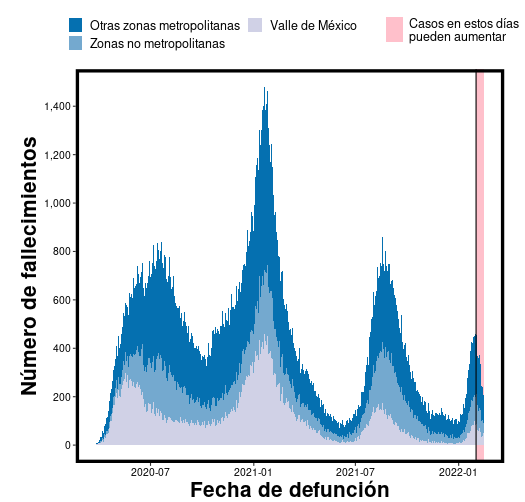 Otras zonas metropolitanas
Zonas no metropolitanas
Valle de México
Casos en estos días
pueden aumentar
Número de fallecimientos
1,400
1,200
1,000
800
600
400
200
0
2020-07
2021-01
2021-07
2022-01
Fecha de defunción